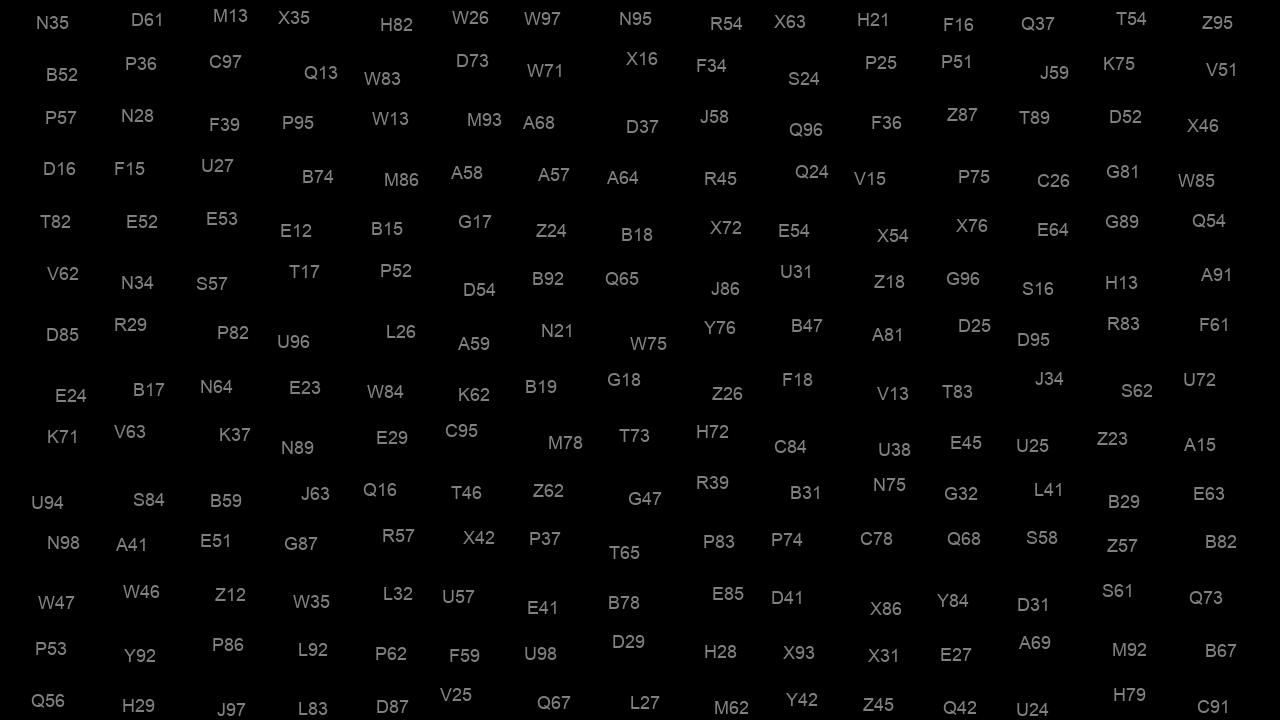 N35 D61 M13 X35 H82 W26 W97 N95 R54 X63 H21 F16 Q37 T54 Z95
B52 P36 C97 Q13 W83 D73 W71 X16 F34 S24 P25 P51 J59 K75 V51
P57 N28 F39 P95 W13 M93 A68 D37 J58 Q96 F36 Z87 T89 D52 X46
D16 F15 U27 B74 M86 A58 A57 A64 R45 Q24 V15 P75 C26 G81 W85
T82 E52 E53 E12 B15 G17 Z24 B18 X72 E54 X54 X76 E64 G89 Q54
V62 N34 S57 T17 P52 D54 B92 Q65 J86 U31 Z18 G96 S16 H13 A91
D85 R29 P82 U96 L26 A59 N21 W75 Y76 B47 A81 D25 D95 R83 F61
E24 B17 N64 E23 W84 K62 B19 G18 Z26 F18 V13 T83 J34 S62 U72
K71 V63 K37 N89 E29 C95 M78 T73 H72 C84 U38 E45 U25 Z23 A15
U94 S84 B59 J63 Q16 T46 Z62 G47 R39 B31 N75 G32 L41 B29 E63
N98 A41 E51 G87 R57 X42 P37 T65 P83 P74 C78 Q68 S58 Z57 B82
W47 W46 Z12 W35 L32 U57 E41 B78 E85 D41 X86 Y84 D31 S61 Q73
P53 Y92 P86 L92 P62 F59 U98 D29 H28 X93 X31 E27 A69 M92 B67
Q56 H29 J97 L83 D87 V25 Q67 L27 M62 Y42 Z45 Q42 U24 H79 C91